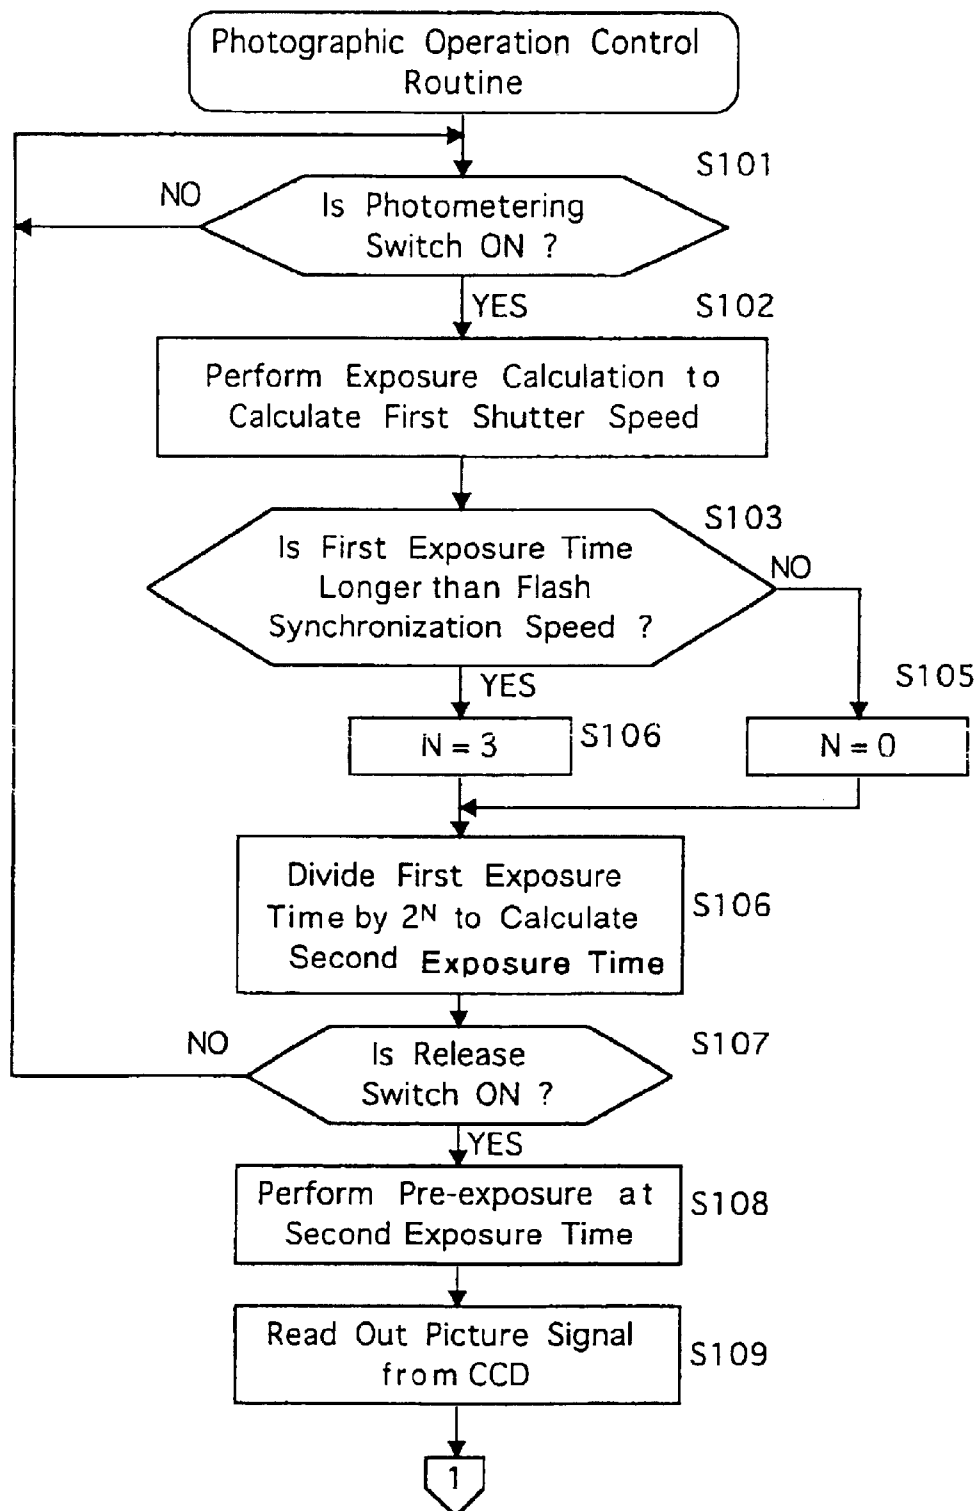 Photographic Operation Control
Routine
S101
NO
Is Photometering
Switch ON ?
YES
S102
Perform Exposure Calculation to
Calculate First Shutter Speed
S103
Is First Exposure Time
Longer than Flash
Synchronization Speed ?
NO
YES
S105
N = 3
S106
N = 0
Divide First Exposure
Time by 2ᴺ to Calculate
Second Exposure Time
S106
NO
S107
Is Release
Switch ON ?
YES
Perform Pre-exposure at
Second Exposure Time
S108
Read Out Picture Signal
from CCD
S109
1